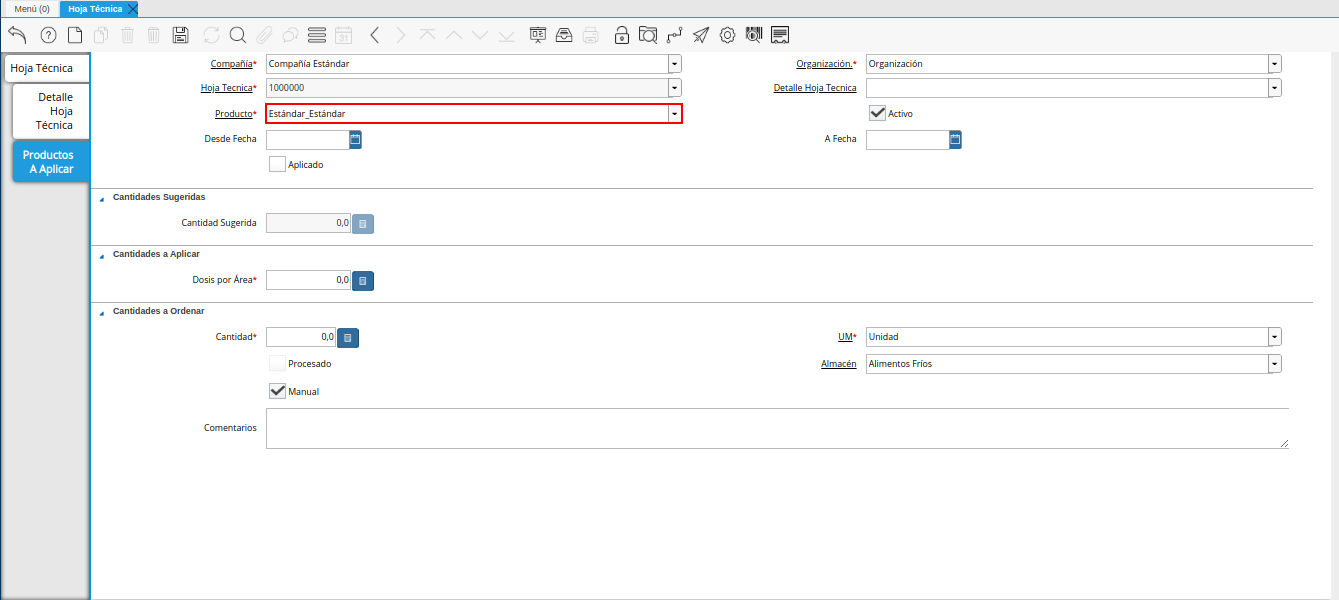 Menú (0) Hoja Técnica
Hoja Técnica
Detalle
Hoja
Técnica
Productos
A Aplicar
Compañía* Compañía Estándar Organización.* Organización
Hoja Tecnica* 1000000 Detalle Hoja Tecnica
Producto* Estándar_Estándar Activo
Desde Fecha A Fecha
Aplicado
Cantidades Sugeridas
Cantidad Sugerida 0,0
Cantidades a Aplicar
Dosis por Área* 0,0
Cantidades a Ordenar
Cantidad* 0,0 UM* Unidad
Procesado Almacén Alimentos Fríos
Manual
Comentarios